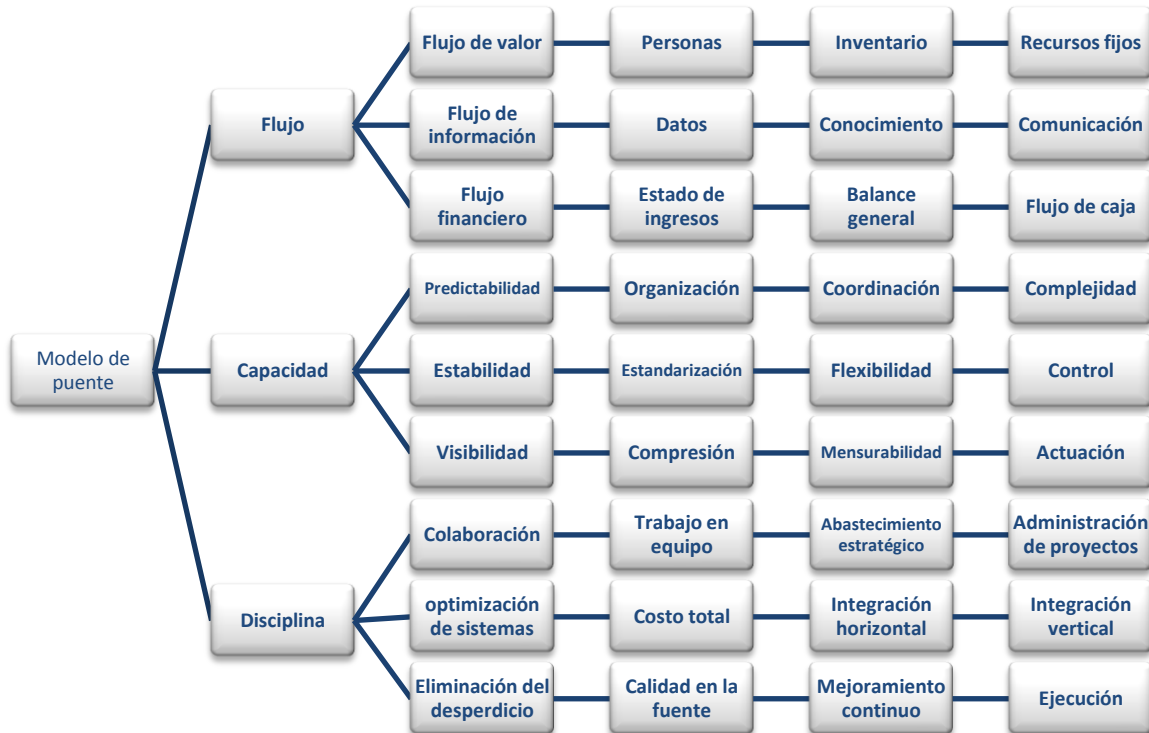 Flujo de valor
Personas
Inventario
Recursos fijos
Flujo
Flujo de
información
Datos
Conocimiento
Comunicación
Flujo
financiero
Estado de
ingresos
Balance
general
Flujo de caja
Modelo de
puente
Capacidad
Predictabilidad
Organización
Coordinación
Complejidad
Estabilidad
Estandarización
Flexibilidad
Control
Visibilidad
Compresión
Mensurabilidad
Actuación
Disciplina
Colaboración
Trabajo en
equipo
Abastecimiento
estratégico
Administración
de proyectos
optimización
de sistemas
Costo total
Integración
horizontal
Integración
vertical
Eliminación del
desperdicio
Calidad en la
fuente
Mejoramiento
continuo
Ejecución